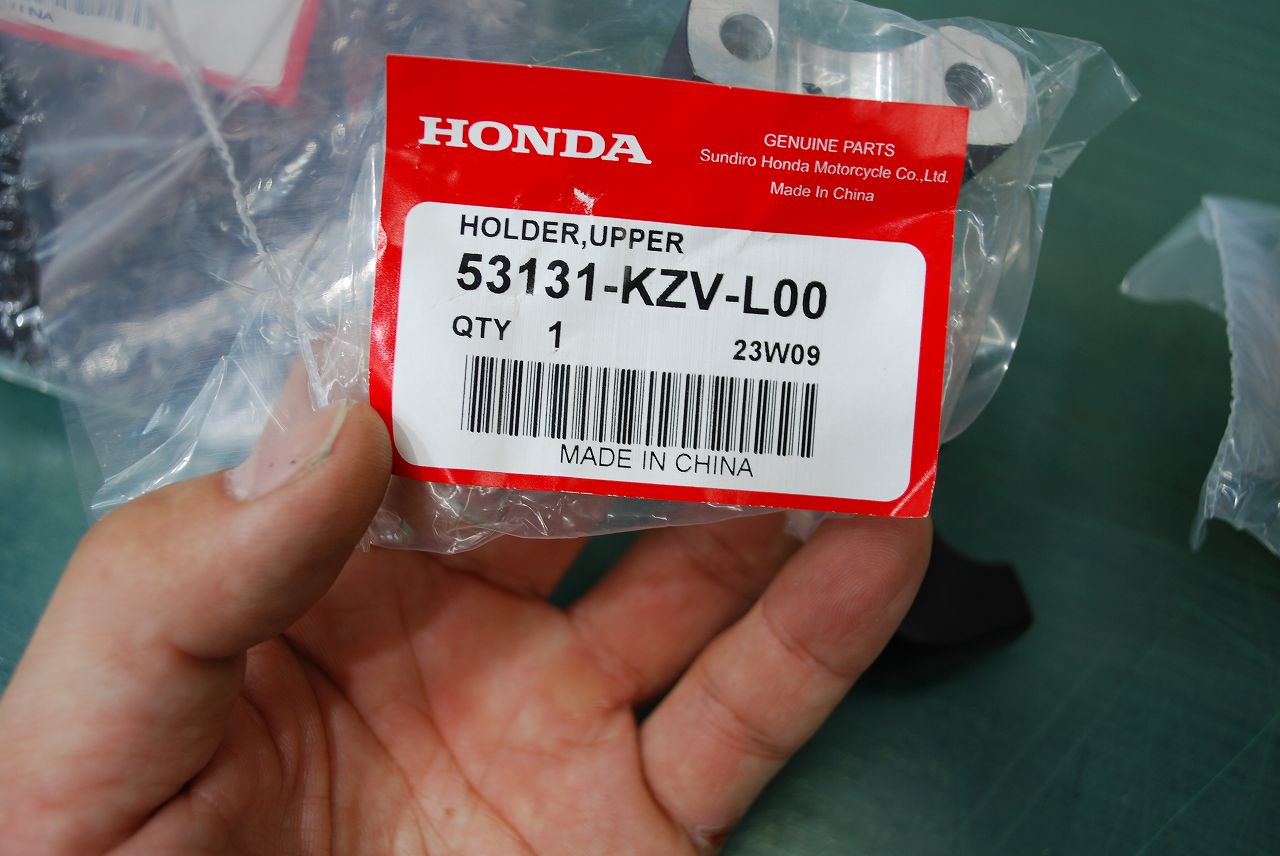 HONDA
GENUINE PARTS
Sundiro Honda Motorcycle Co.,Ltd.
Made In China
HOLDER,UPPER
53131-KZV-L00
QTY 1
23W09
MADE IN CHINA